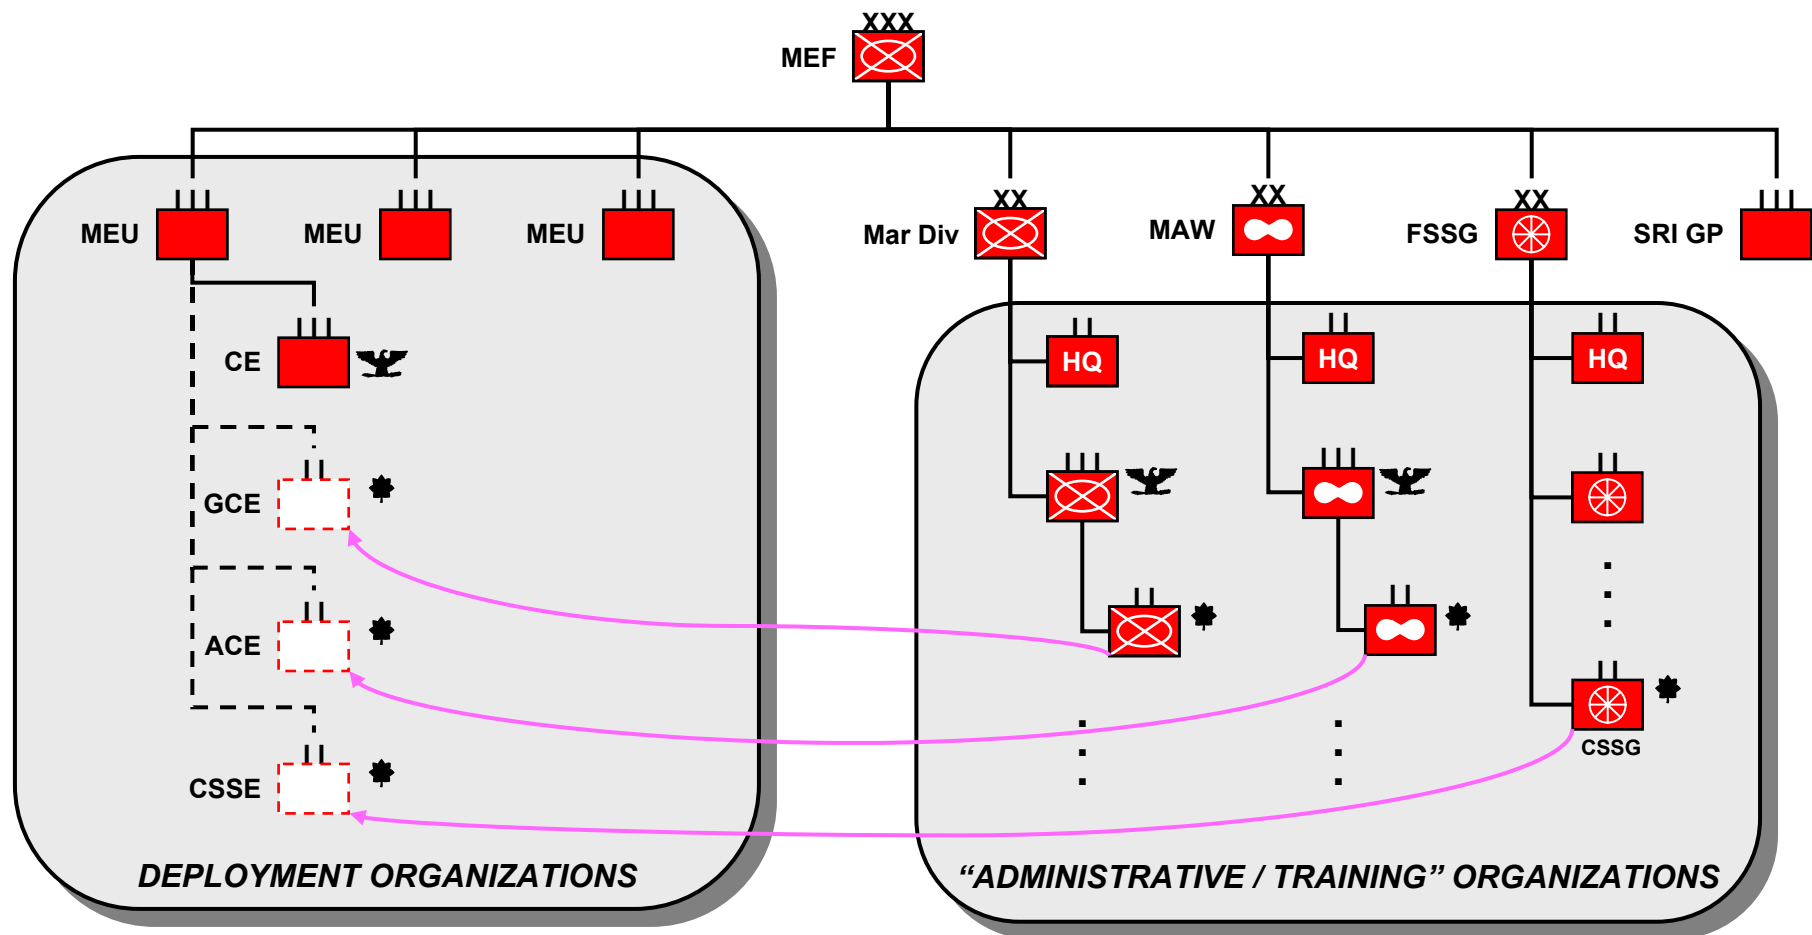 XXX
MEF
MEU
MEU
MEU
XX
Mar Div
XX
MAW
XX
FSSG
SRI GP
CE
HQ
HQ
HQ
GCE
ACE
CSSE
CSSG
DEPLOYMENT ORGANIZATIONS
“ADMINISTRATIVE / TRAINING” ORGANIZATIONS